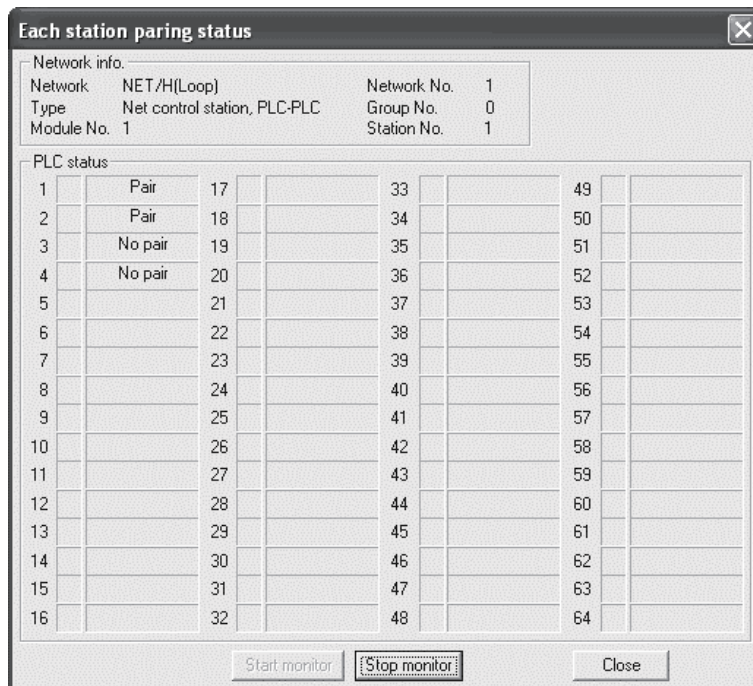 Each station paring status
Network info.
Network NET/H(Loop) Network No. 1
Type Net control station, PLC-PLC Group No. 0
Module No. 1 Station No. 1
PLC status
1 Pair 17 33 49
2 Pair 18 34 50
3 No pair 19 35 51
4 No pair 20 36 52
5 21 37 53
6 22 38 54
7 23 39 55
8 24 40 56
9 25 41 57
10 26 42 58
11 27 43 59
12 28 44 60
13 29 45 61
14 30 46 62
15 31 47 63
16 32 48 64
Start monitor Stop monitor Close